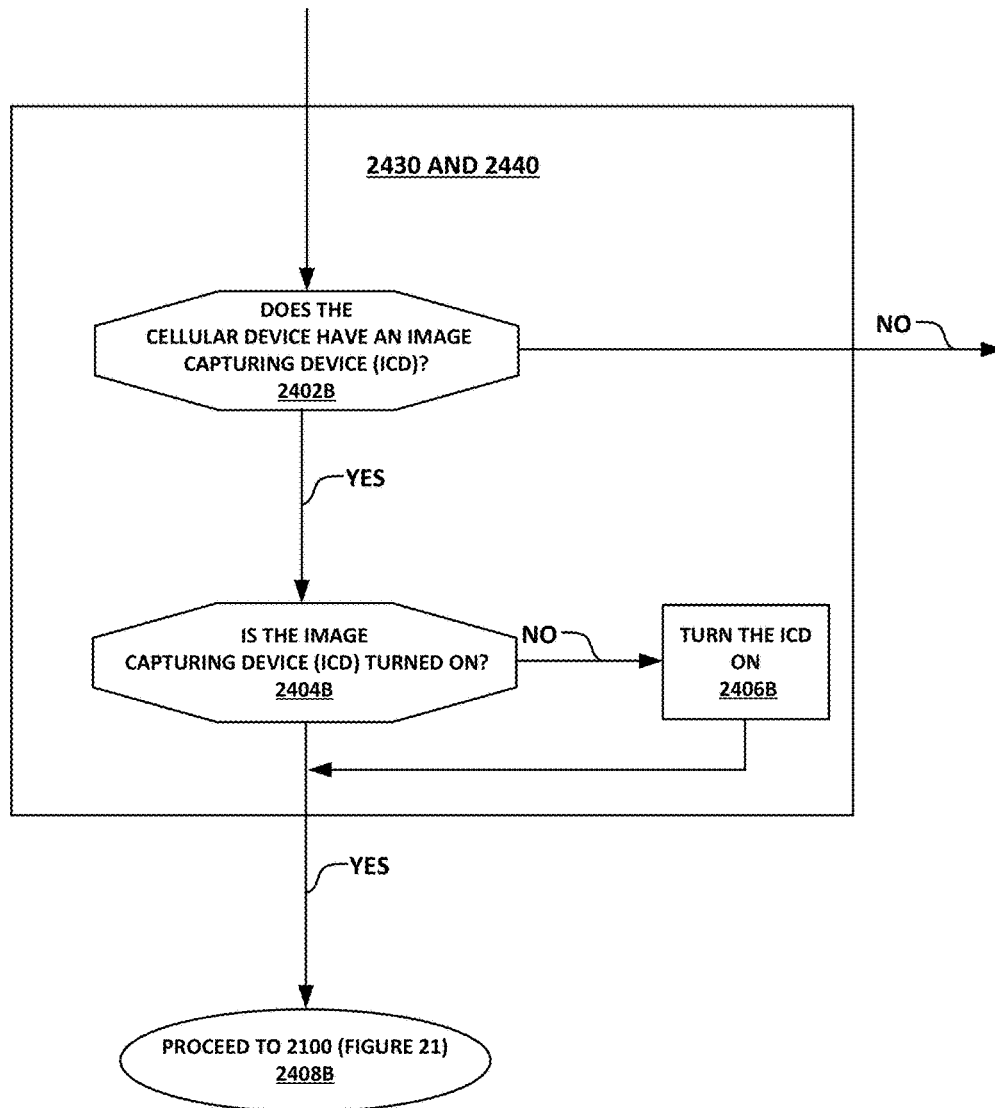 2430 AND 2440
DOES THE
CELLULAR DEVICE HAVE AN IMAGE
CAPTURING DEVICE (ICD)?
2402B
NO
YES
IS THE IMAGE
CAPTURING DEVICE (ICD) TURNED ON?
2404B
NO
TURN THE ICD
ON
2406B
YES
PROCEED TO 2100 (FIGURE 21)
2408B